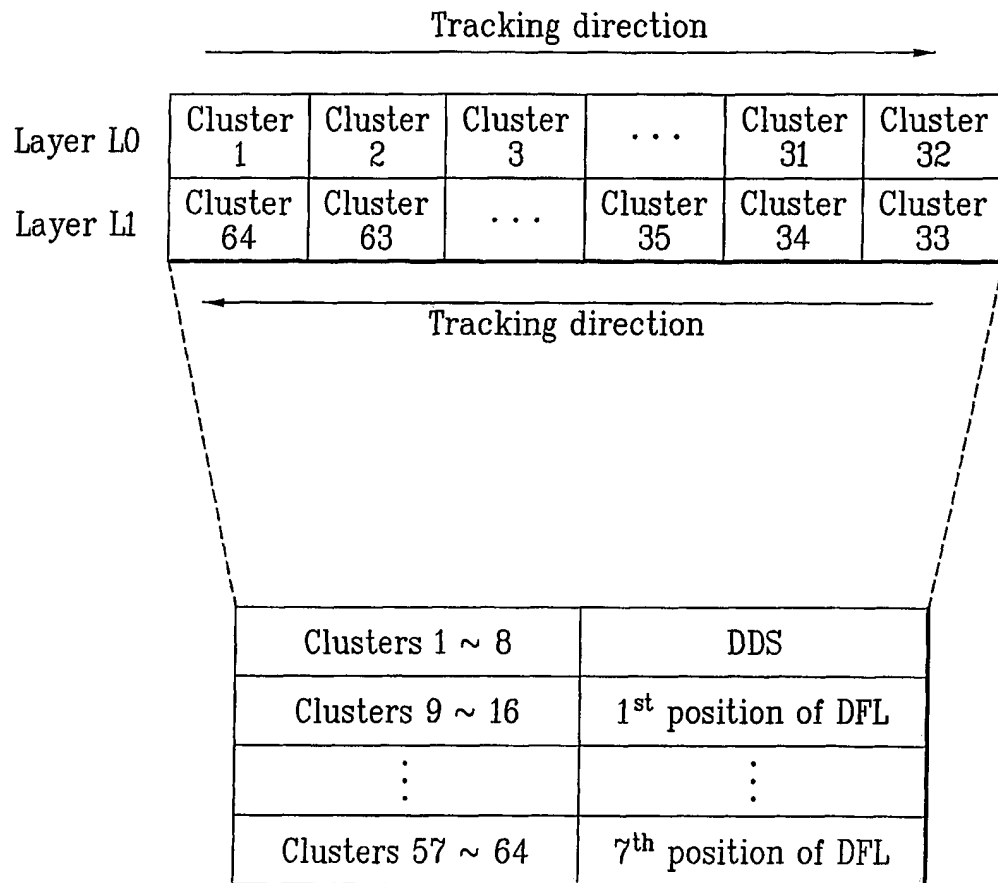 Tracking direction
Layer L0 Cluster 1 Cluster 2 Cluster 3 ... Cluster 31 Cluster 32
Layer L1 Cluster 64 Cluster 63 ... Cluster 35 Cluster 34 Cluster 33
Tracking direction
Clusters 1 ~ 8 DDS
Clusters 9 ~ 16 1st position of DFL
⋮ ⋮
Clusters 57 ~ 64 7th position of DFL